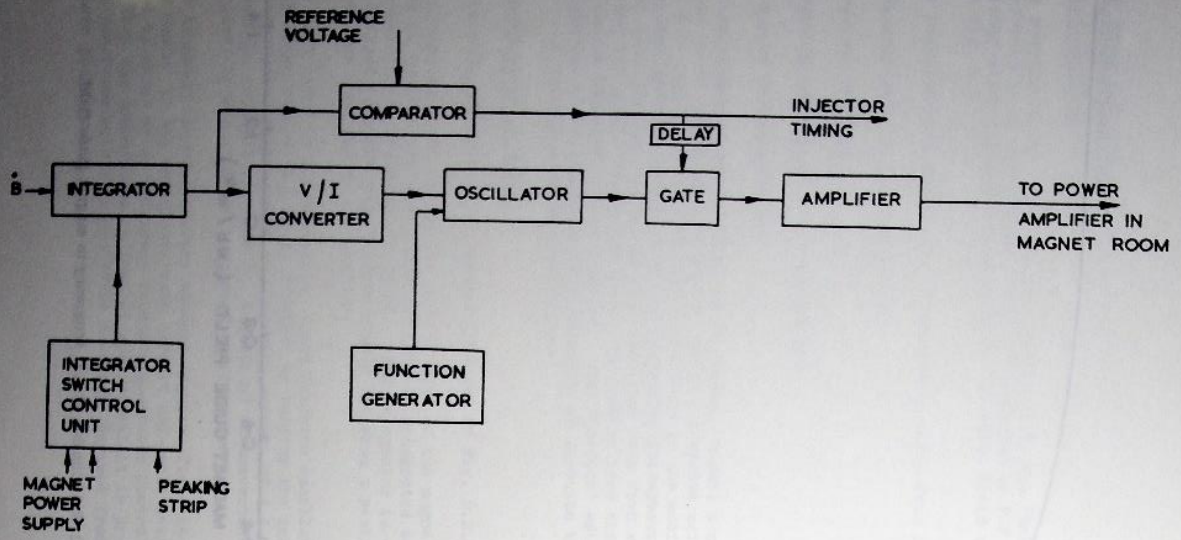 REFERENCE
VOLTAGE
COMPARATOR
INJECTOR
TIMING
DELAY
Ḃ
INTEGRATOR
V/I
CONVERTER
OSCILLATOR
GATE
AMPLIFIER
TO POWER
AMPLIFIER IN
MAGNET ROOM
INTEGRATOR
SWITCH
CONTROL
UNIT
FUNCTION
GENERATOR
MAGNET
POWER
SUPPLY
PEAKING
STRIP